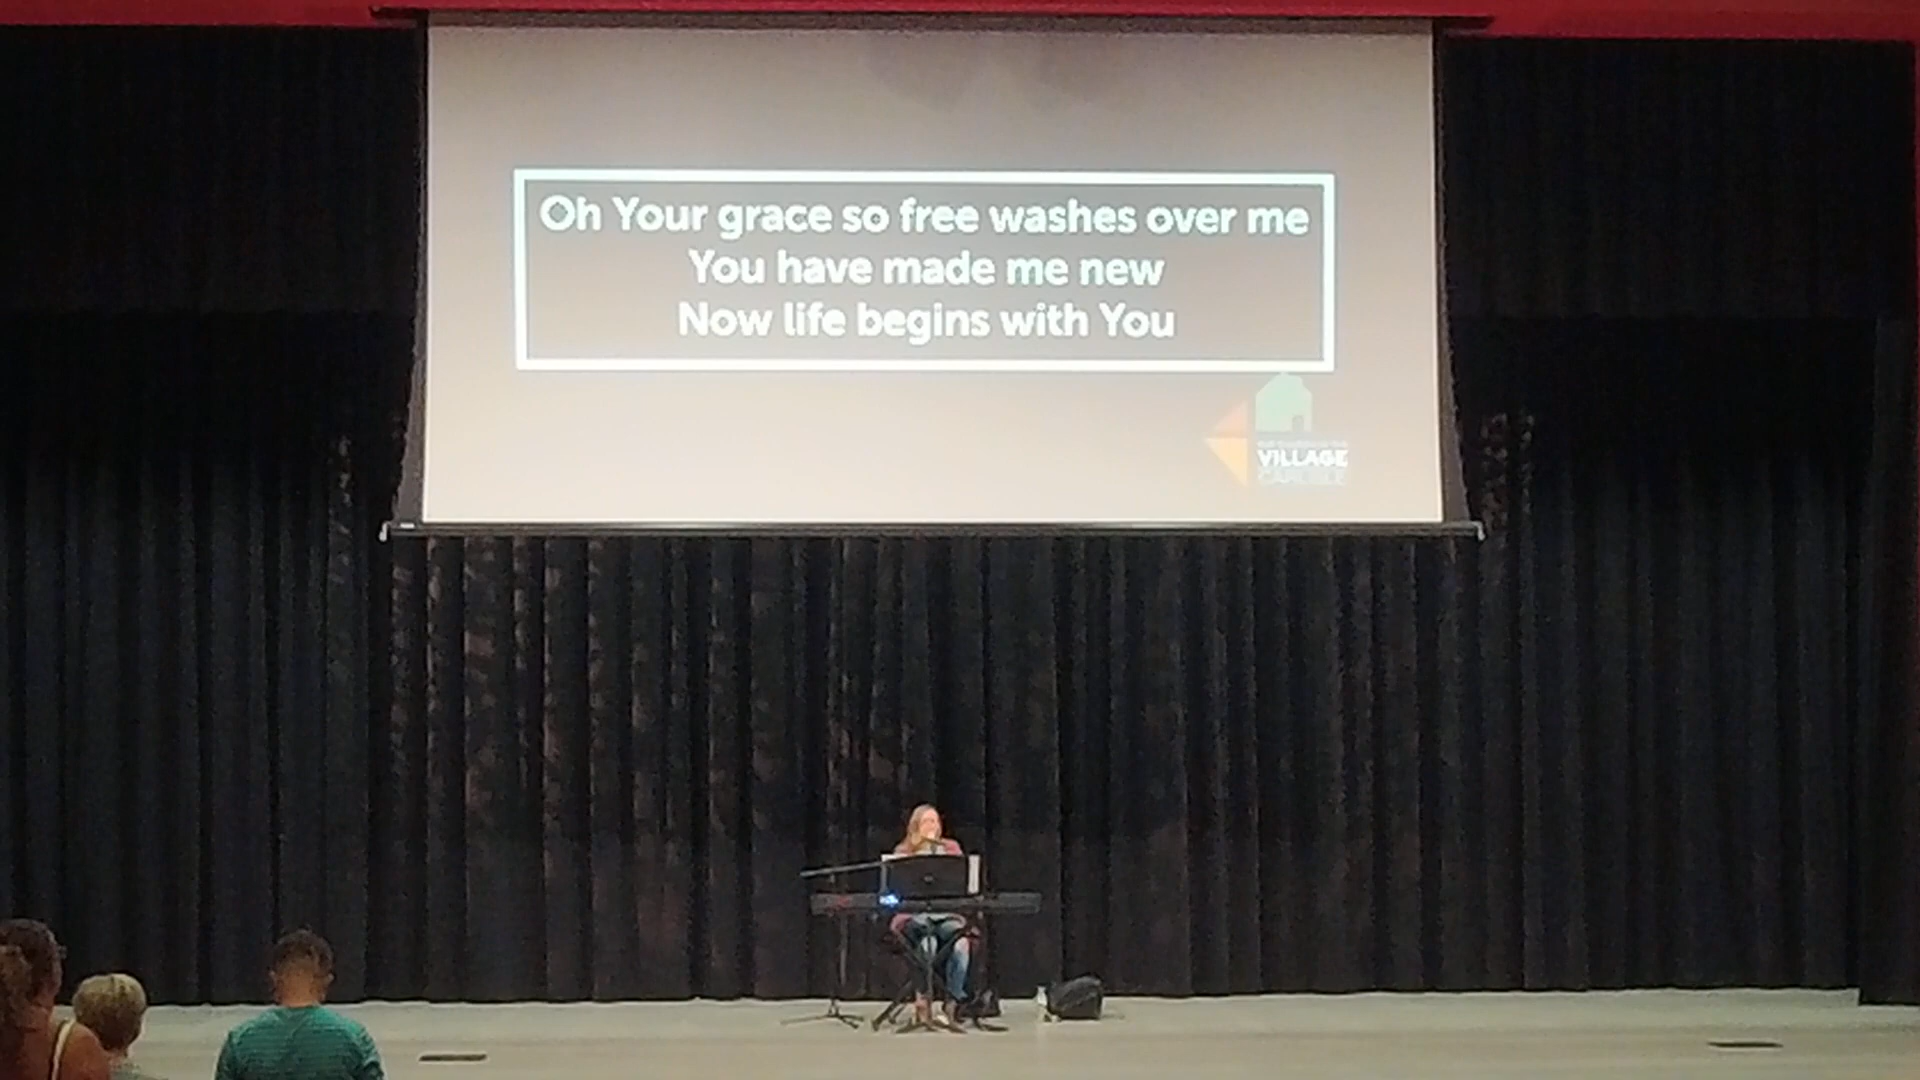 Oh Your grace so free washes over me
You have made me new
Now life begins with You
VILLAGE
CARLISLE